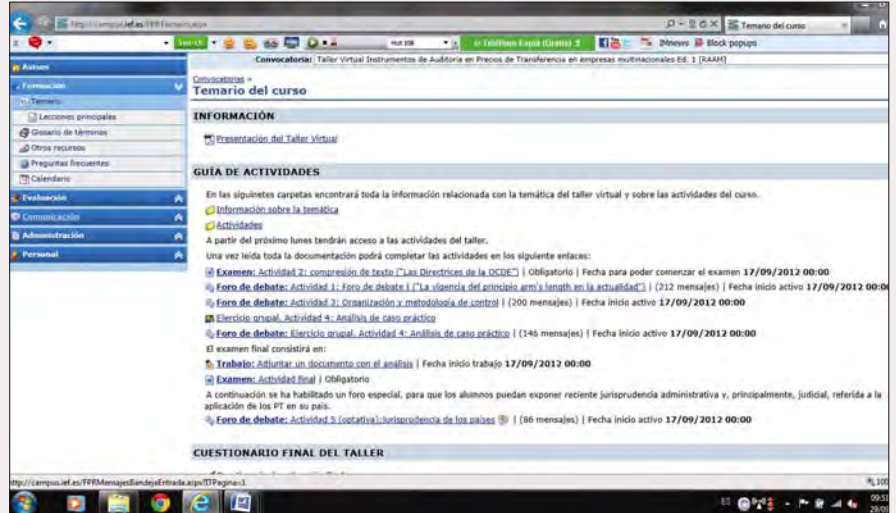 Temario del curso
Search
Hot 108
Teléfono Espía (Gratis)
Block popups
Avisos
Formación
Temario
Lecciones principales
Glosario de términos
Otros recursos
Preguntas frecuentes
Calendario
Evaluación
Comunicación
Administración
Personal
Convocatoria: Taller Virtual Instrumentos de Auditoría en Precios de Transferencia en empresas multinacionales Ed. 1 [RAAM]
Convocatorias »
Temario del curso
INFORMACIÓN
Presentación del Taller Virtual
GUÍA DE ACTIVIDADES
En las siguinetes carpetas encontrará toda la información relacionada con la temática del taller virtual y sobre las actividades del curso.
Información sobre la temática
Actividades
A partir del próximo lunes tendrán acceso a las actividades del taller.
Una vez leída toda la documentación podrá completar las actividades en los siguiente enlaces:
Examen: Actividad 2: compresión de texto ("Las Directrices de la OCDE") | Obligatorio | Fecha para poder comenzar el examen 17/09/2012 00:00
Foro de debate: Actividad 1: Foro de debate I ("La vigencia del principio arm's length en la actualidad") | (212 mensajes) | Fecha inicio activo 17/09/2012 00:00
Foro de debate: Actividad 3: Organización y metodología de control | (200 mensajes) | Fecha inicio activo 17/09/2012 00:00
Ejercicio grupal. Actividad 4: Análisis de caso práctico
Foro de debate: Ejercicio grupal. Actividad 4: Análisis de caso práctico | (146 mensajes) | Fecha inicio activo 17/09/2012 00:00
El examen final consistirá en:
Trabajo: Adjuntar un documento con el análisis | Fecha inicio trabajo 17/09/2012 00:00
Examen: Actividad final | Obligatorio
A continuación se ha habilitado un foro especial, para que los alumnos puedan exponer reciente jurisprudencia administrativa y, principalmente, judicial, referida a la
aplicación de los PT en su país.
Foro de debate: Actividad 5 (optativa):Jurisprudencia de los países | (86 mensajes) | Fecha inicio activo 17/09/2012 00:00
CUESTIONARIO FINAL DEL TALLER
http://campus.ief.es/FPRMensajesBandejaEntrada.aspx?ITPagina=1
ES
09:51